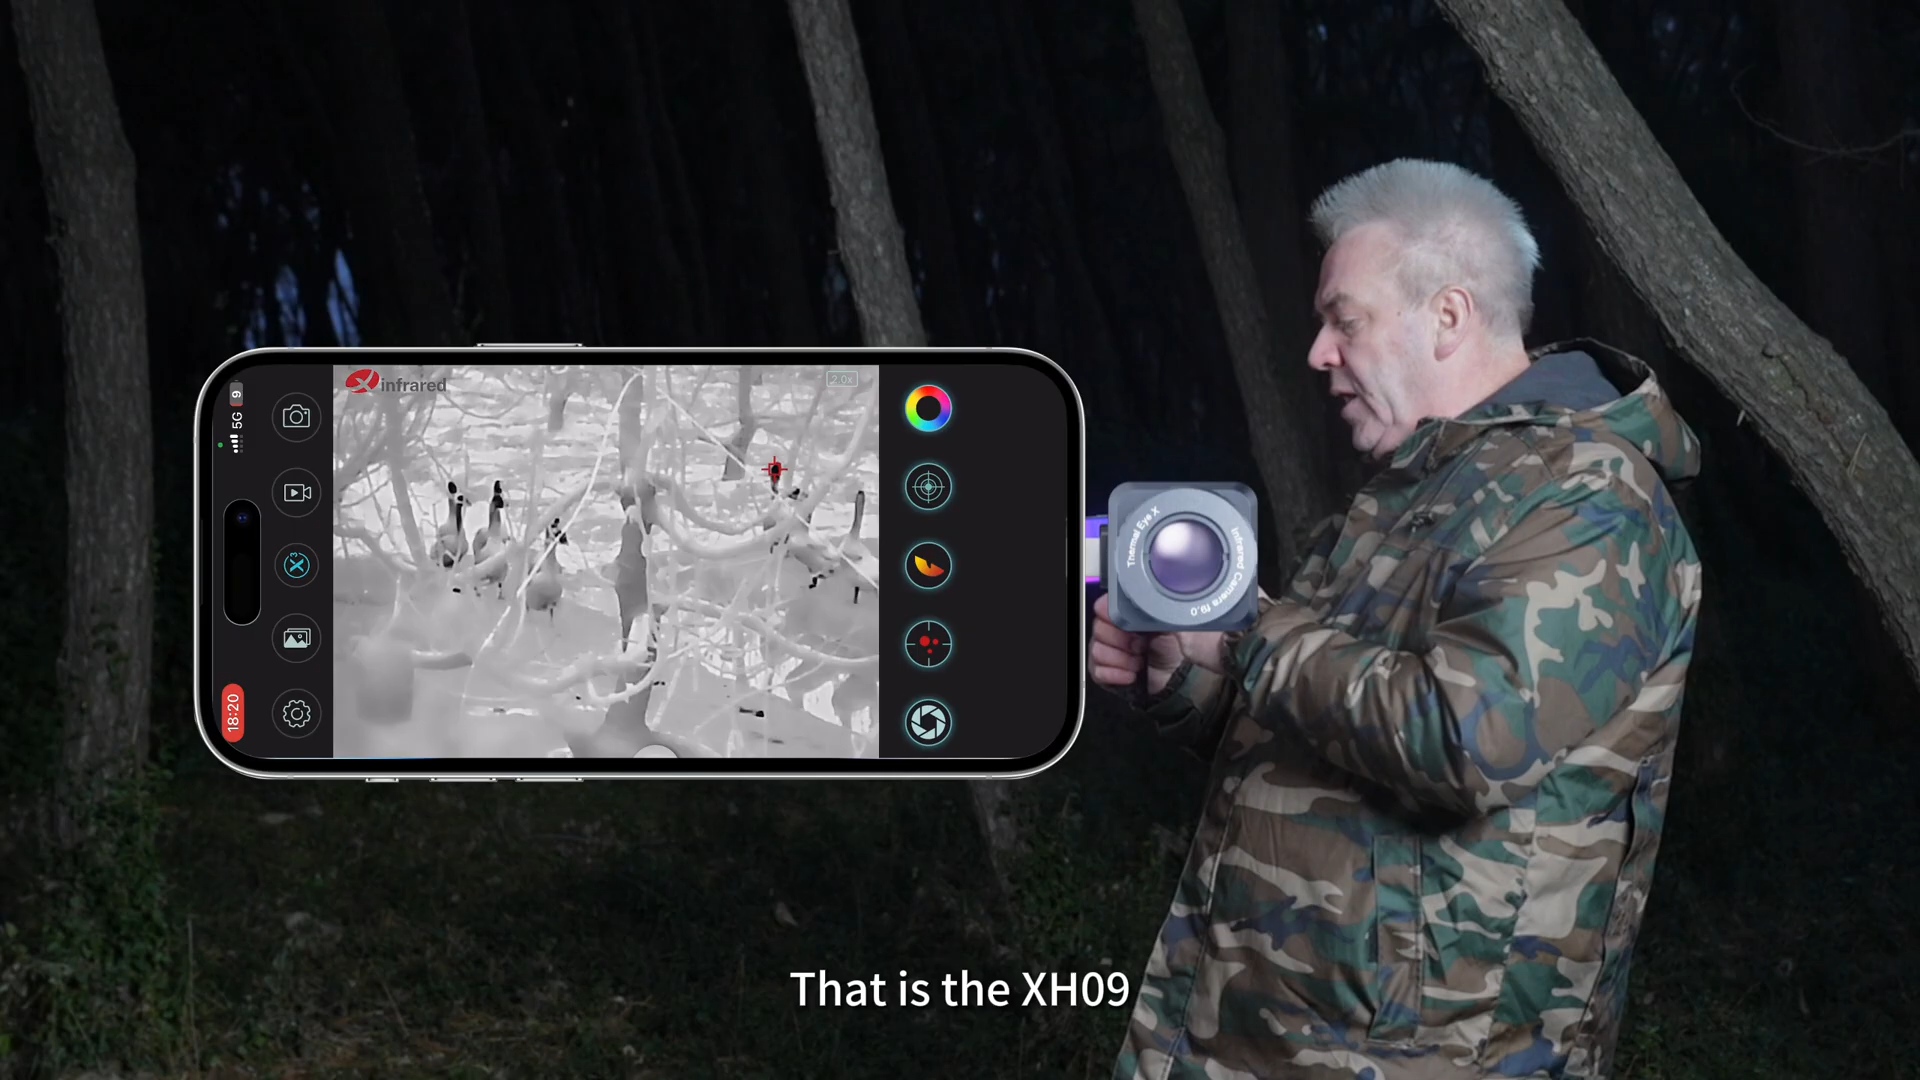 infrared
2.0x
5G 9
18:20
Thermal Eye X
Infrared Camera f9.0
That is the XH09